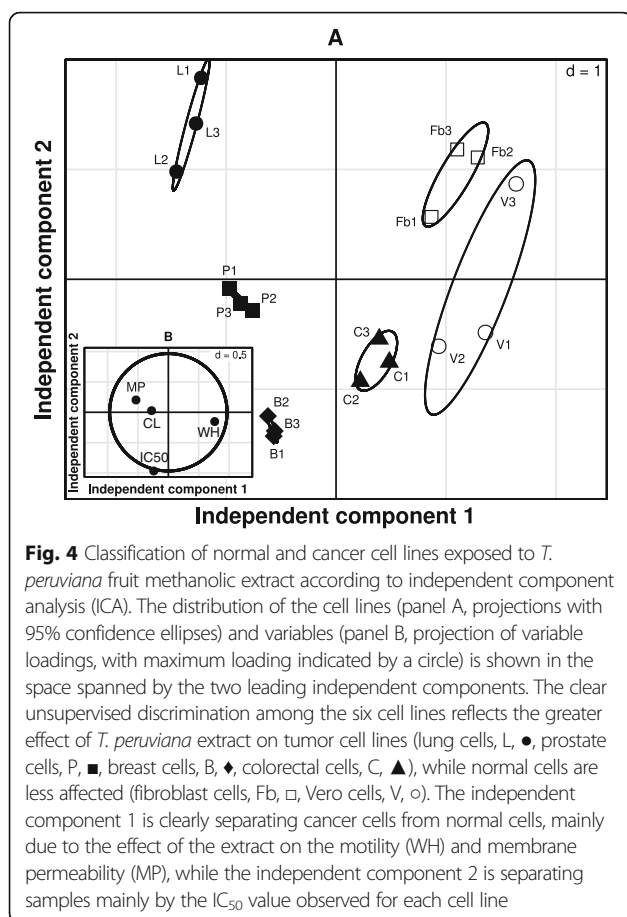 A
d = 1
L1
L3
L2
Fb3
Fb2
Fb1
V3
P1
P3
P2
C3
C1
C2
V2
V1
B
d = 0.5
MP
CL
WH
IC50
B2
B3
B1
Independent component 2
Independent component 1
Independent component 2
Independent component 1
Fig. 4 Classification of normal and cancer cell lines exposed to T.
peruviana fruit methanolic extract according to independent component
analysis (ICA). The distribution of the cell lines (panel A, projections with
95% confidence ellipses) and variables (panel B, projection of variable
loadings, with maximum loading indicated by a circle) is shown in the
space spanned by the two leading independent components. The clear
unsupervised discrimination among the six cell lines reflects the greater
effect of T. peruviana extract on tumor cell lines (lung cells, L, ●, prostate
cells, P, ■, breast cells, B, ♦, colorectal cells, C, ▲), while normal cells are
less affected (fibroblast cells, Fb, □, Vero cells, V, ○). The independent
component 1 is clearly separating cancer cells from normal cells, mainly
due to the effect of the extract on the motility (WH) and membrane
permeability (MP), while the independent component 2 is separating
samples mainly by the IC50 value observed for each cell line